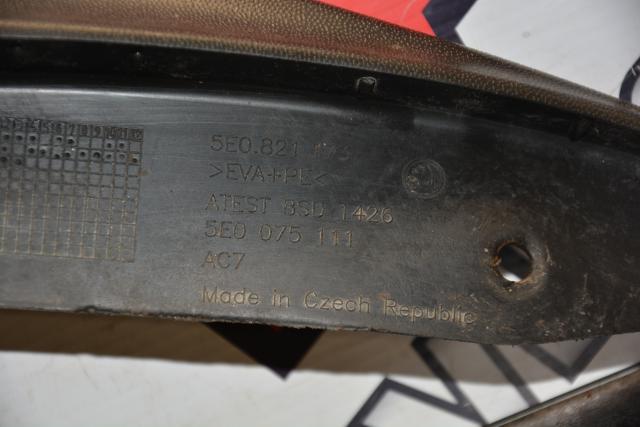 5E0.821
>EVA+PE<
ATEST 8SD 1426
5E0 075 111
AC7
Made in Czech Republic